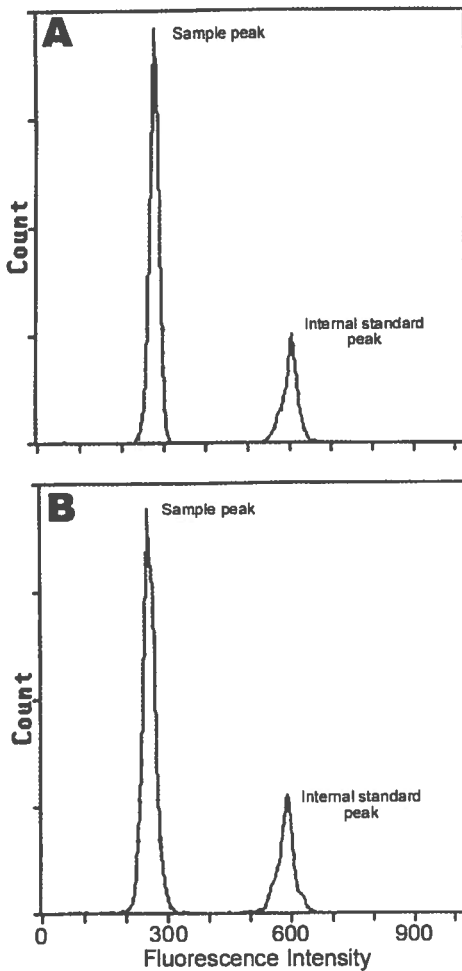 A
Sample peak
Count
Internal standard
peak
B
Sample peak
Count
Internal standard
peak
0 300 600 900
Fluorescence Intensity